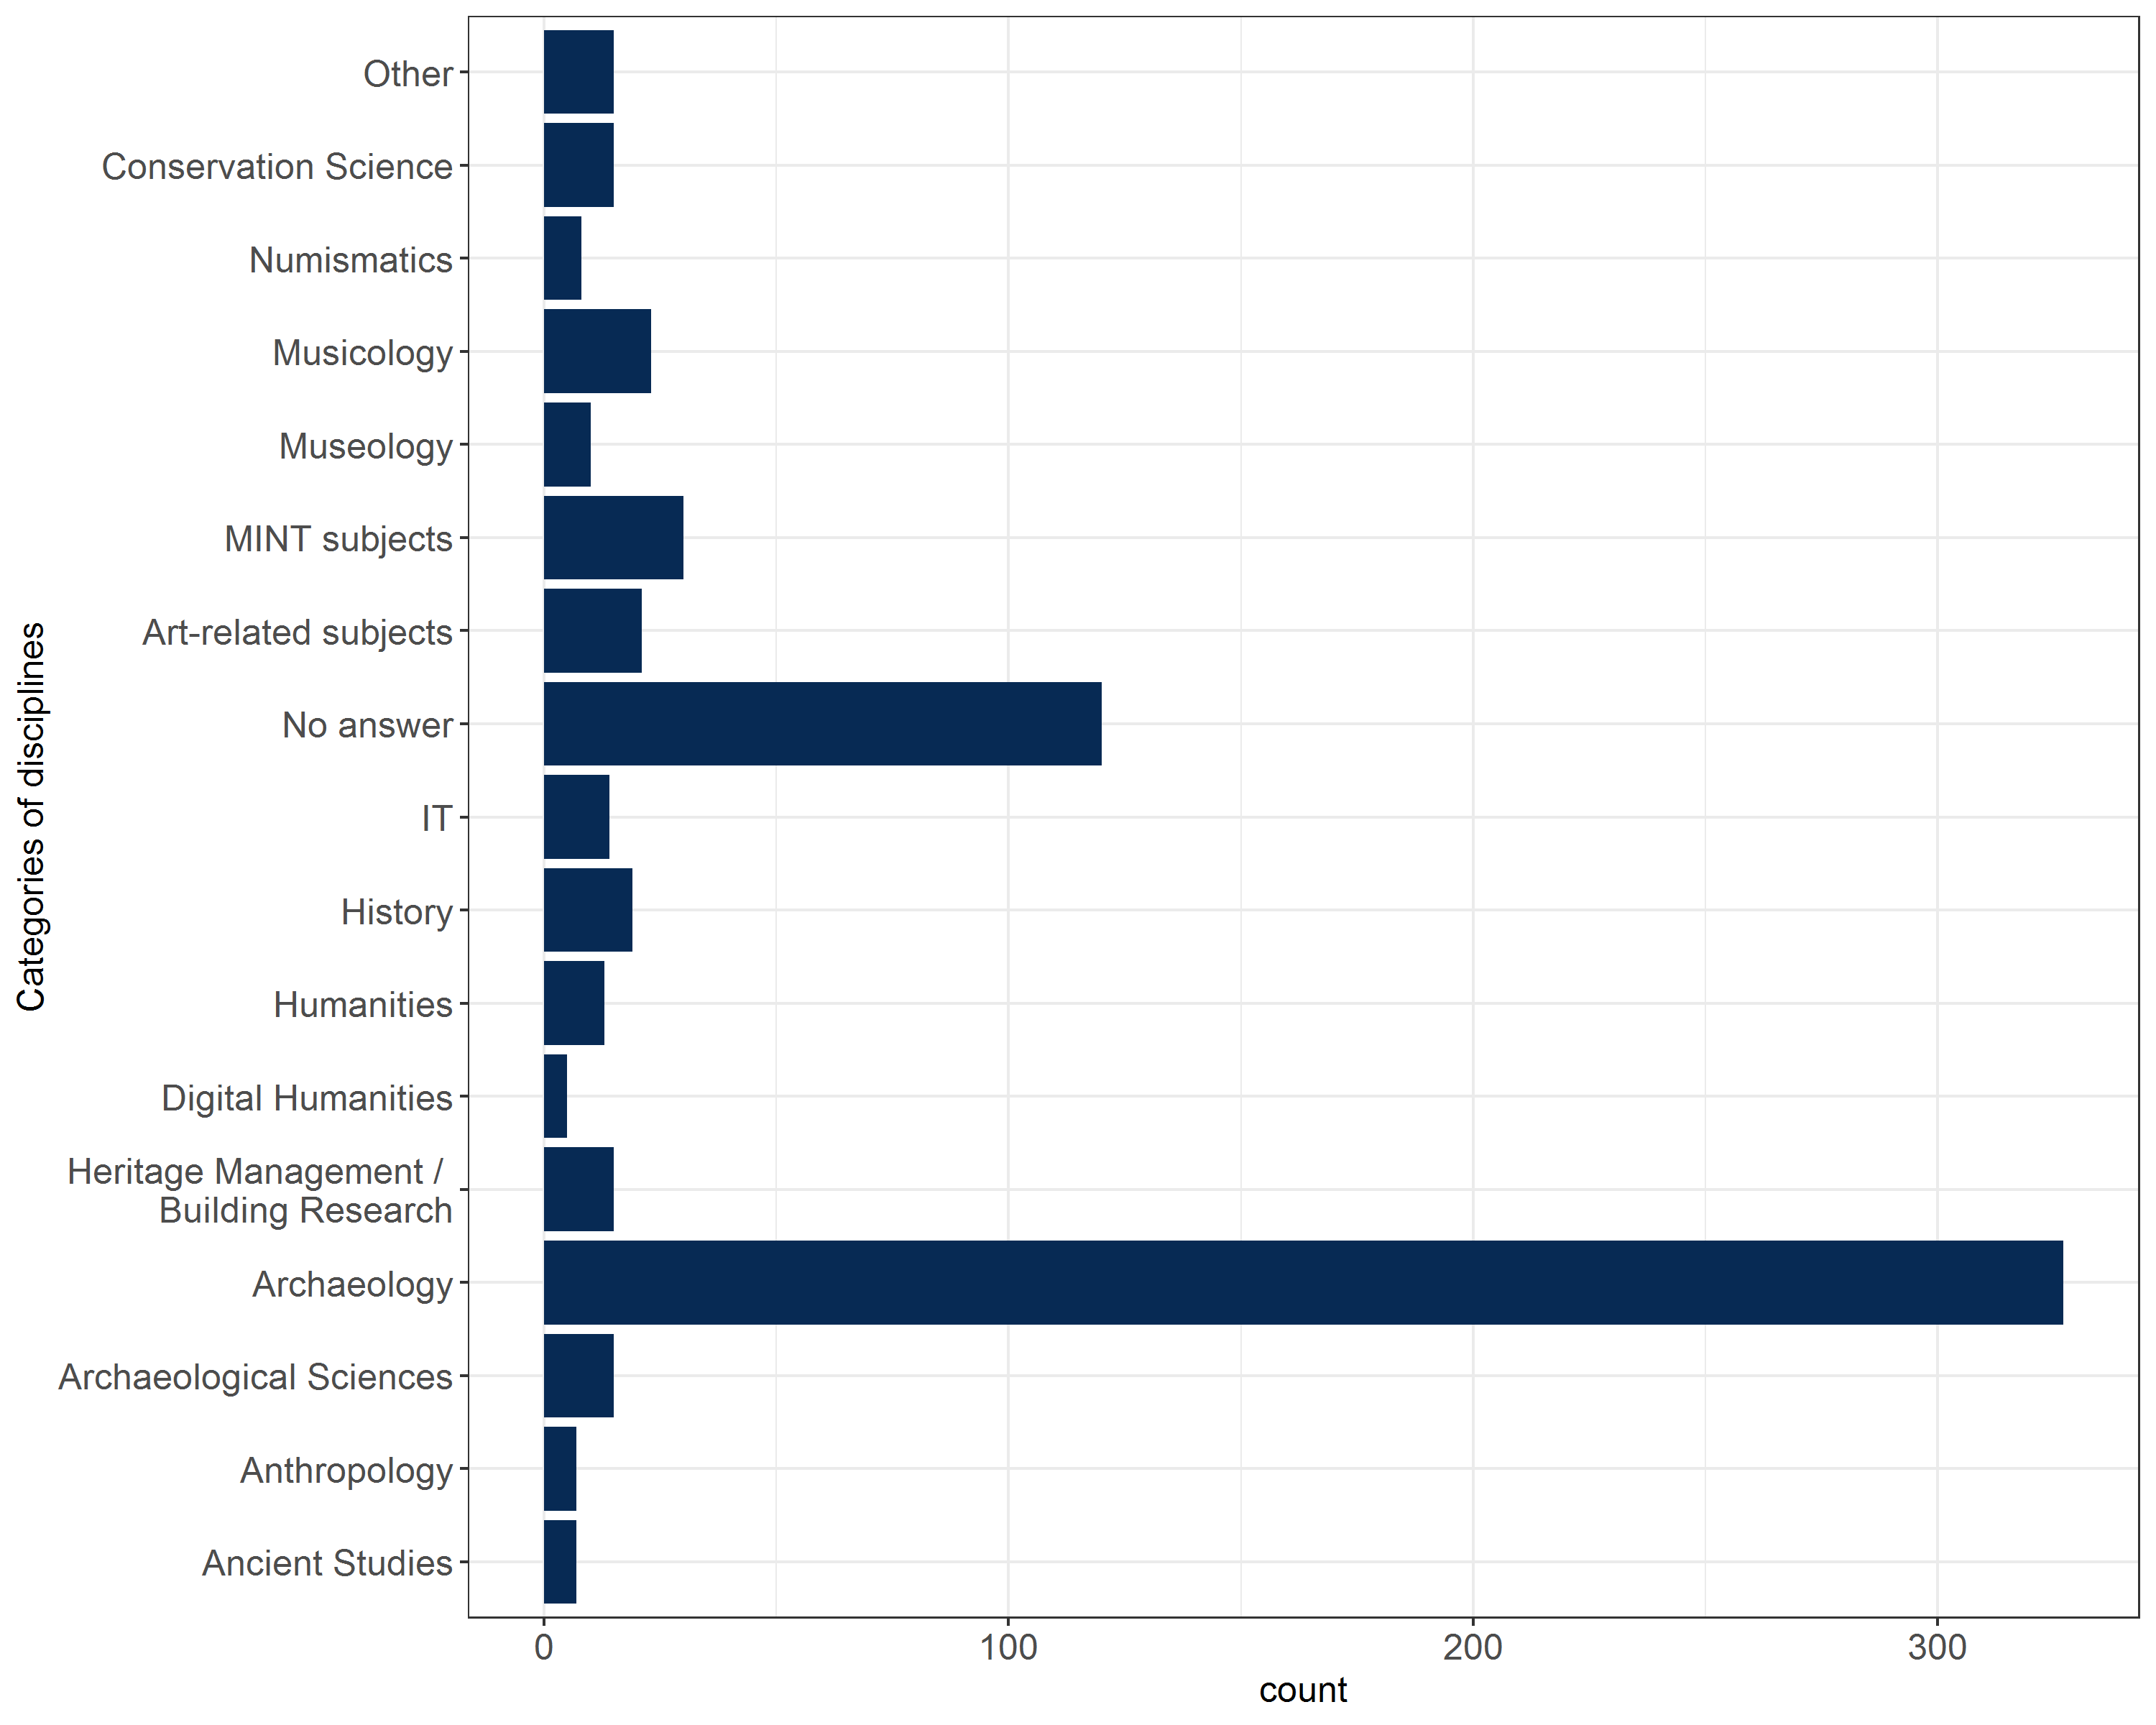 Other
Conservation Science
Numismatics
Musicology
Museology
MINT subjects
Art-related subjects
No answer
IT
History
Humanities
Digital Humanities
Heritage Management /
Building Research
Archaeology
Archaeological Sciences
Anthropology
Ancient Studies
Categories of disciplines
0 100 200 300
count